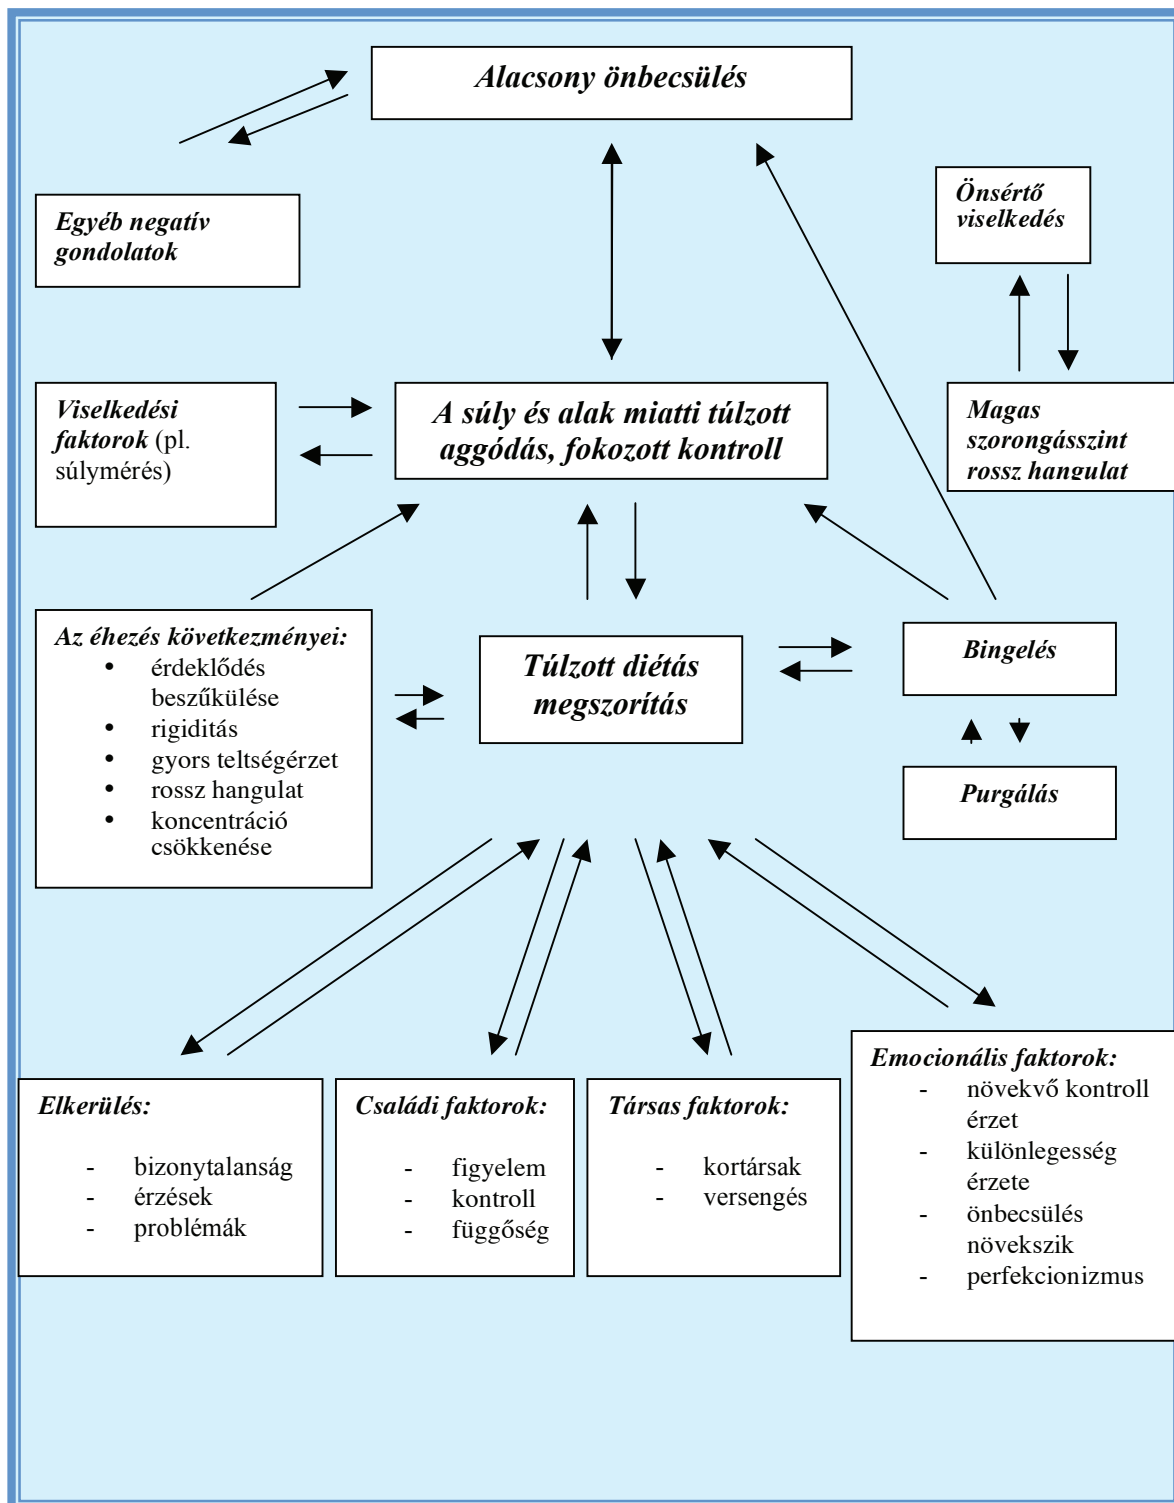 Alacsony önbecsülés
Önsértő
viselkedés
Egyéb negatív
gondolatok
Viselkedési
faktorok (pl.
súlymérés)
A súly és alak miatti túlzott
aggódás, fokozott kontroll
Magas
szorongásszint
rossz hangulat
Az éhezés következményei:
• érdeklődés
beszűkülése
• rigiditás
• gyors teltségérzet
• rossz hangulat
• koncentráció
csökkenése
Túlzott diétás
megszorítás
Bingelés
Purgálás
Elkerülés:
- bizonytalanság
- érzések
- problémák
Családi faktorok:
- figyelem
- kontroll
- függőség
Társas faktorok:
- kortársak
- versengés
Emocionális faktorok:
- növekvő kontroll
érzet
- különlegesség
érzete
- önbecsülés
növekszik
- perfekcionizmus